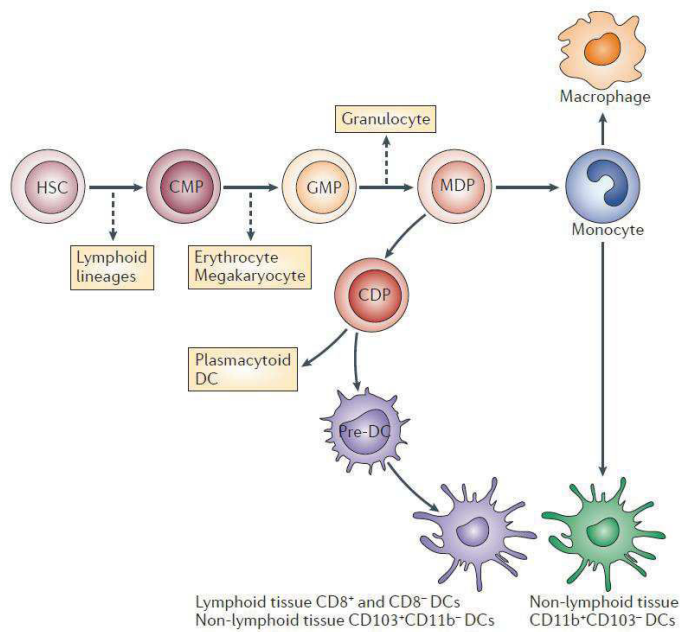 Macrophage
Granulocyte
HSC
CMP
GMP
MDP
Monocyte
Lymphoid
lineages
Erythrocyte
Megakaryocyte
CDP
Plasmacytoid
DC
Pre-DC
Lymphoid tissue CD8⁺ and CD8⁻ DCs
Non-lymphoid tissue CD103⁺CD11b⁻ DCs
Non-lymphoid tissue
CD11b⁺CD103⁻ DCs